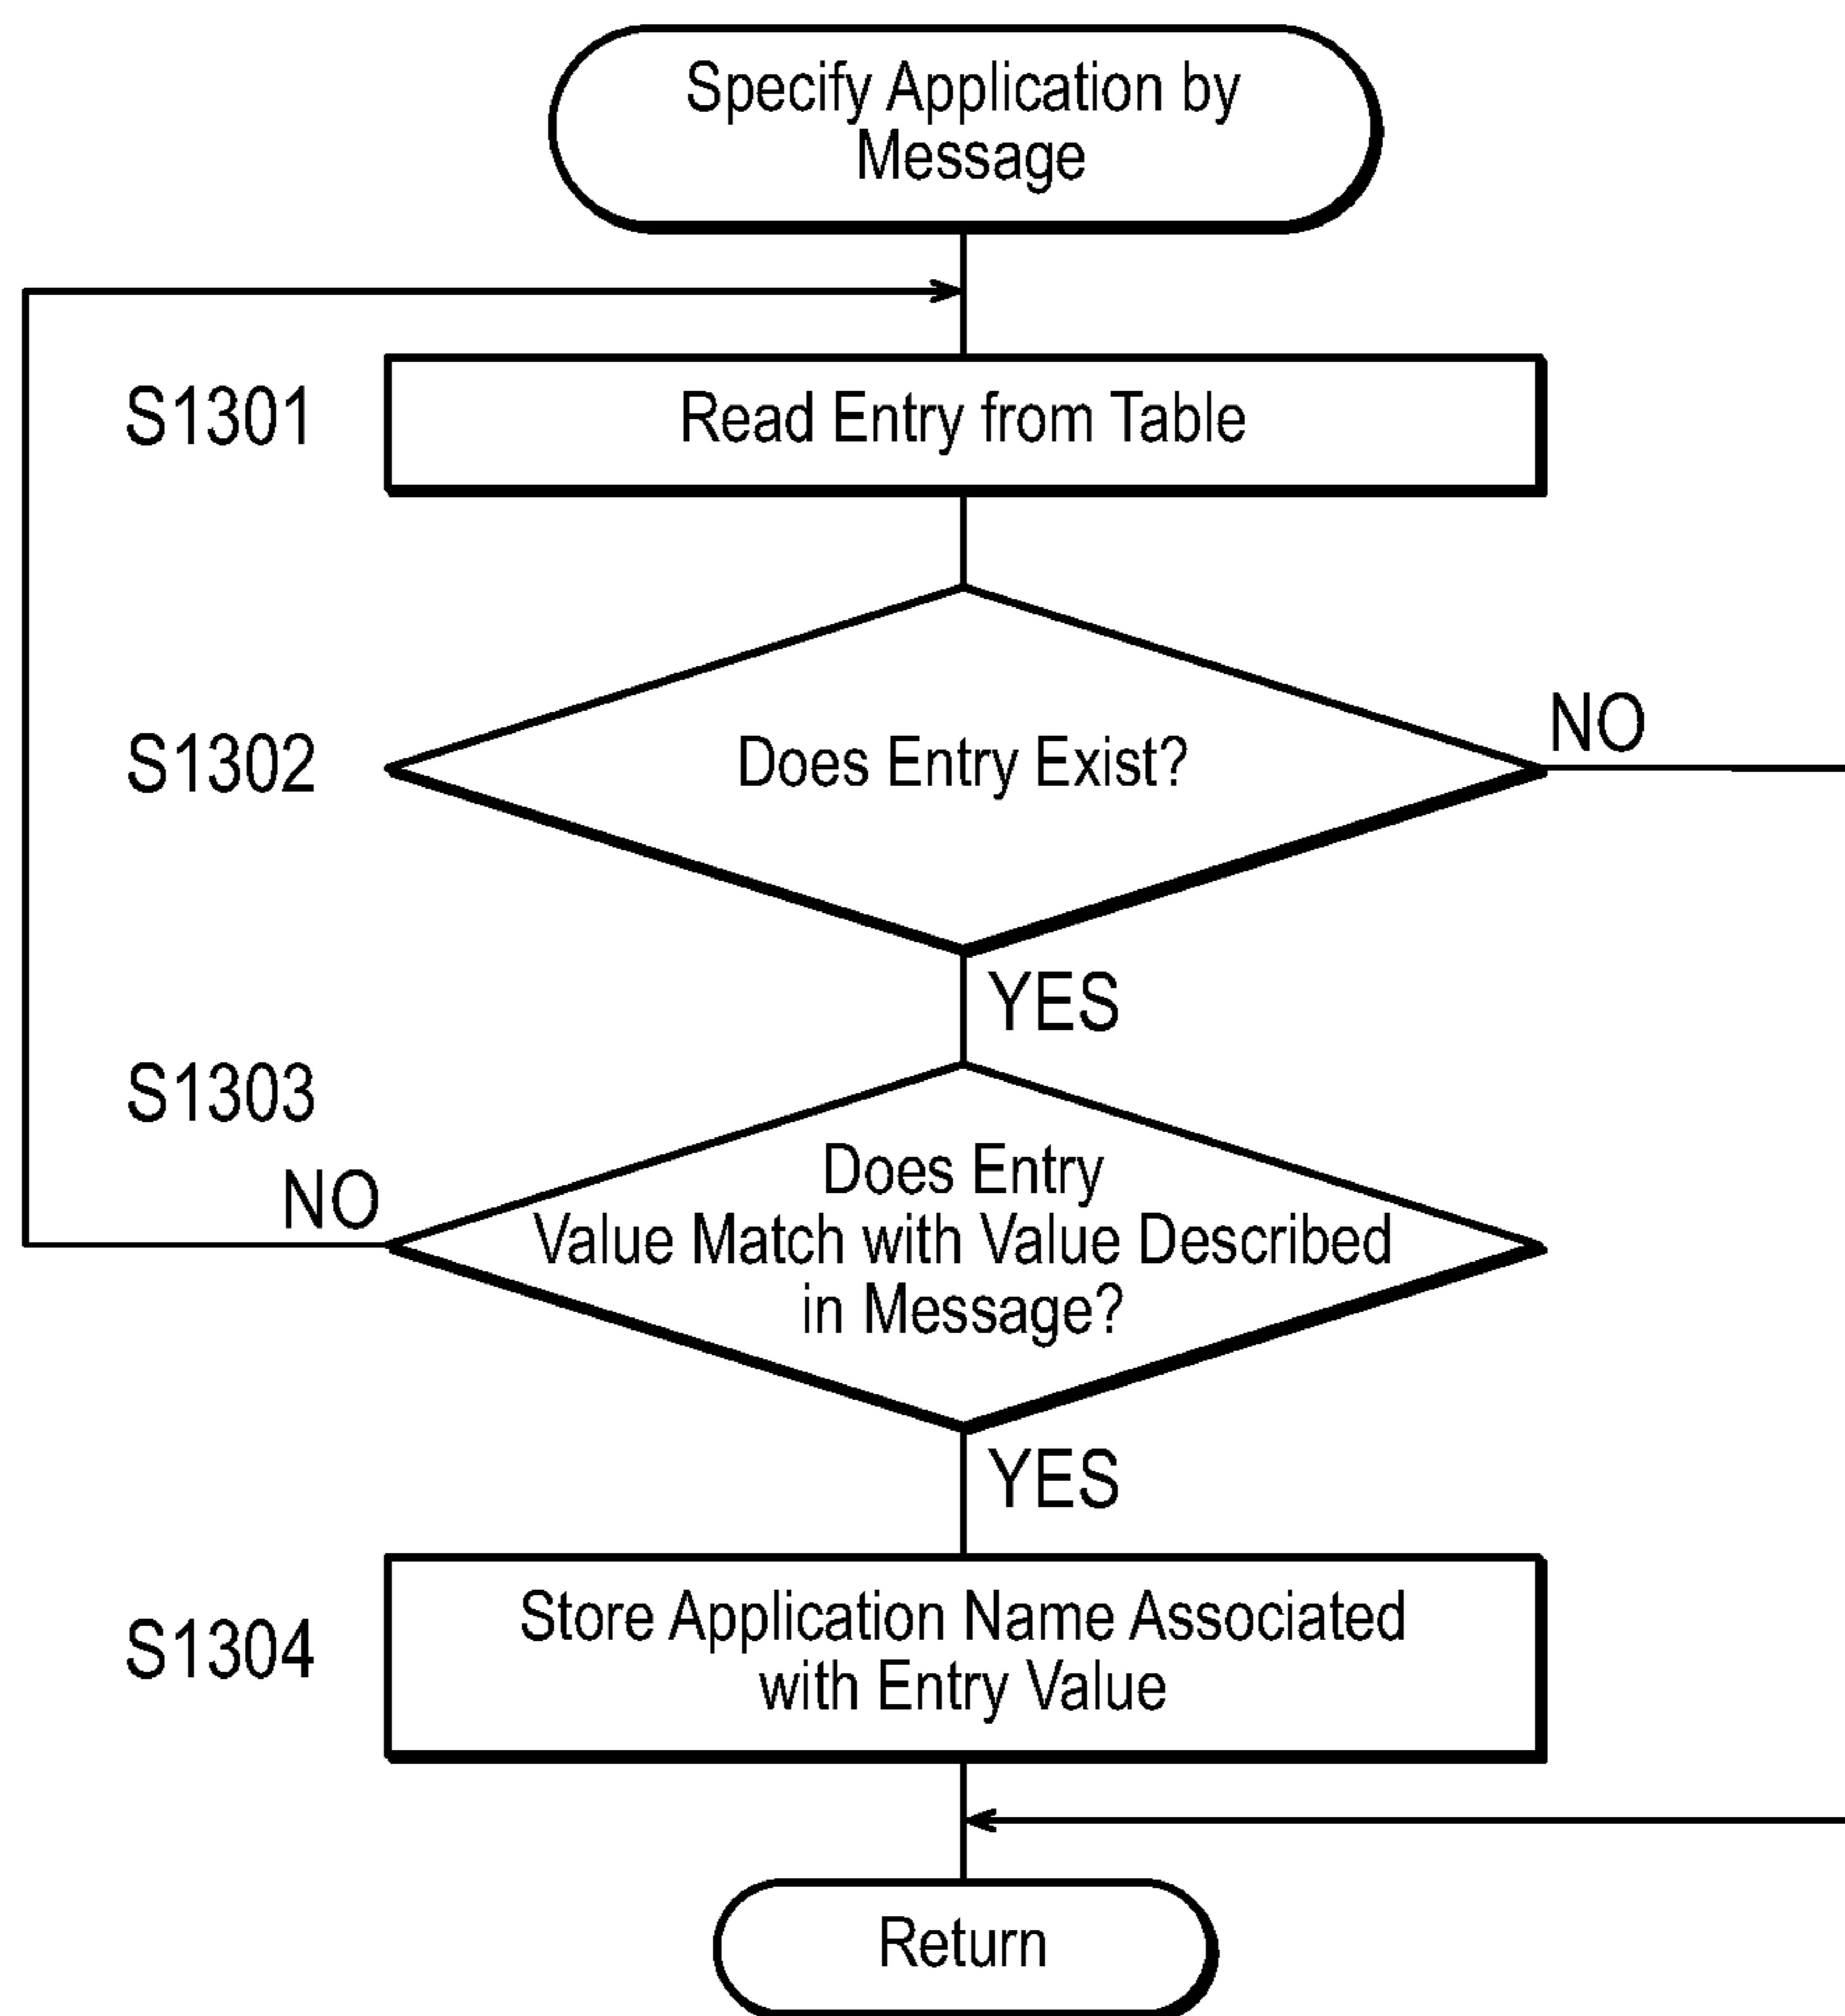 Specify Application by
Message
S1301
Read Entry from Table
S1302
Does Entry Exist?
NO
YES
S1303
NO
Does Entry
Value Match with Value Described
in Message?
YES
S1304
Store Application Name Associated
with Entry Value
Return